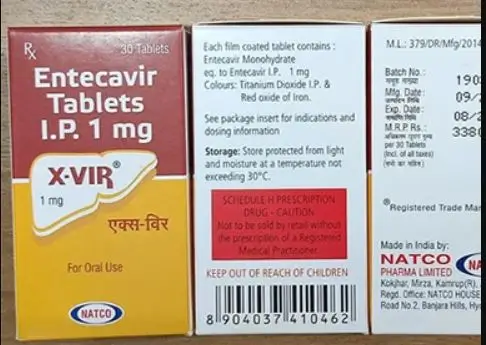 Rx
30 Tablets
Entecavir
Tablets
I.P. 1 mg
X-VIR®
1 mg
एक्स-विर
For Oral Use
NATCO
Each film coated tablet contains :
Entecavir Monohydrate
eq. to Entecavir I.P. 1 mg
Colours: Titanium Dioxide I.P. &
Red oxide of Iron.
See package insert for indications and
dosing information
Storage: Store protected from light
and moisture at a temperature not
exceeding 30°C.
SCHEDULE H PRESCRIPTION
DRUG - CAUTION
Not to be sold by retail without
the prescription of a Registered
Medical Practitioner.
KEEP OUT OF REACH OF CHILDREN
8 904037 410462
M.L.: 379/DR/Mfg/2014
Batch No. : 190
Mfg. Date: 09/
Exp. Date: 08/2
M.R.P. Rs.: 3380
per 30 Tablets
(Incl. of all taxes)
®Registered Trade Mar
Made in India by:
NATCO
PHARMA LIMITED NA
Kokjhar, Mirza, Kamrup(R),
Regd. Office: NATCO HOUSE
Road No.2, Banjara Hills, Hy